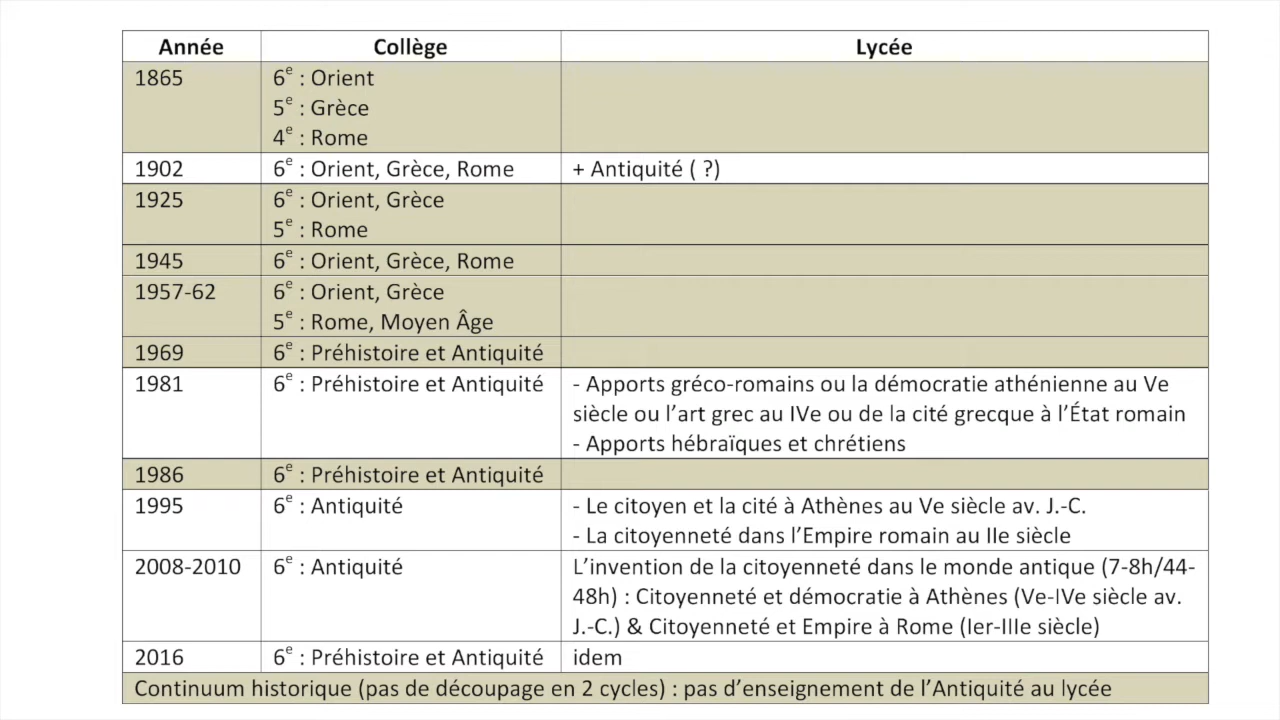 Année Collège Lycée
1865 6e : Orient
5e : Grèce
4e : Rome
1902 6e : Orient, Grèce, Rome + Antiquité ( ?)
1925 6e : Orient, Grèce
5e : Rome
1945 6e : Orient, Grèce, Rome
1957-62 6e : Orient, Grèce
5e : Rome, Moyen Âge
1969 6e : Préhistoire et Antiquité
1981 6e : Préhistoire et Antiquité - Apports gréco-romains ou la démocratie athénienne au Ve
siècle ou l’art grec au IVe ou de la cité grecque à l’État romain
- Apports hébraïques et chrétiens
1986 6e : Préhistoire et Antiquité
1995 6e : Antiquité - Le citoyen et la cité à Athènes au Ve siècle av. J.-C.
- La citoyenneté dans l’Empire romain au IIe siècle
2008-2010 6e : Antiquité L’invention de la citoyenneté dans le monde antique (7-8h/44-
48h) : Citoyenneté et démocratie à Athènes (Ve-IVe siècle av.
J.-C.) & Citoyenneté et Empire à Rome (Ier-IIIe siècle)
2016 6e : Préhistoire et Antiquité idem
Continuum historique (pas de découpage en 2 cycles) : pas d’enseignement de l’Antiquité au lycée